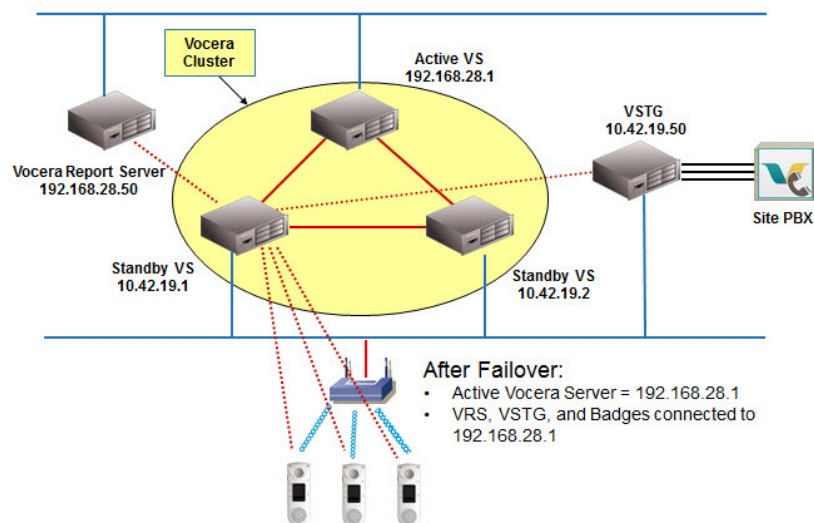 Vocera
Cluster
Active VS
192.168.28.1
VSTG
10.42.19.50
Vocera Report Server
192.168.28.50
Site PBX
Standby VS
10.42.19.1
Standby VS
10.42.19.2
After Failover:
• Active Vocera Server = 192.168.28.1
• VRS, VSTG, and Badges connected to
192.168.28.1